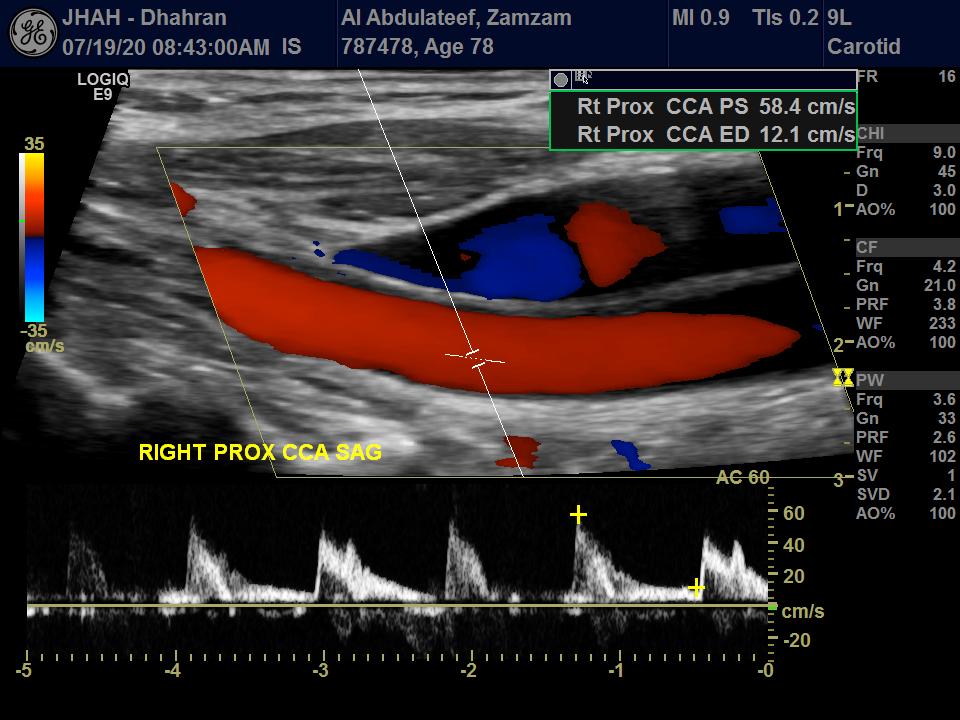 JHAH - Dhahran
07/19/20 08:43:00AM IS
Al Abdulateef, Zamzam
787478, Age 78
MI 0.9 TIs 0.2
9L
Carotid
LOGIQ
E9
Rt Prox CCA PS 58.4 cm/s
Rt Prox CCA ED 12.1 cm/s
FR 16
CHI
Frq 9.0
Gn 45
D 3.0
AO% 100
CF
Frq 4.2
Gn 21.0
PRF 3.8
WF 233
AO% 100
PW
Frq 3.6
Gn 33
PRF 2.6
WF 102
SV 1
SVD 2.1
AO% 100
35
-35
cm/s
1
2
3
RIGHT PROX CCA SAG
AC 60
60
40
20
cm/s
-20
-5 -4 -3 -2 -1 -0